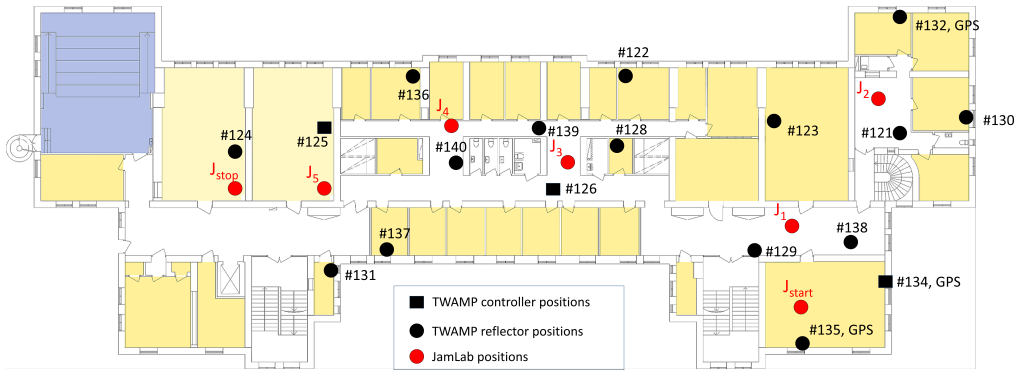 #132, GPS
#122
#136
J2
J4
#130
#124
#125
#139
#128
#123
#121
#140
J3
Jstop
J5
#126
J1
#137
#138
#129
#131
#134, GPS
Jstart
#135, GPS
TWAMP controller positions
TWAMP reflector positions
JamLab positions